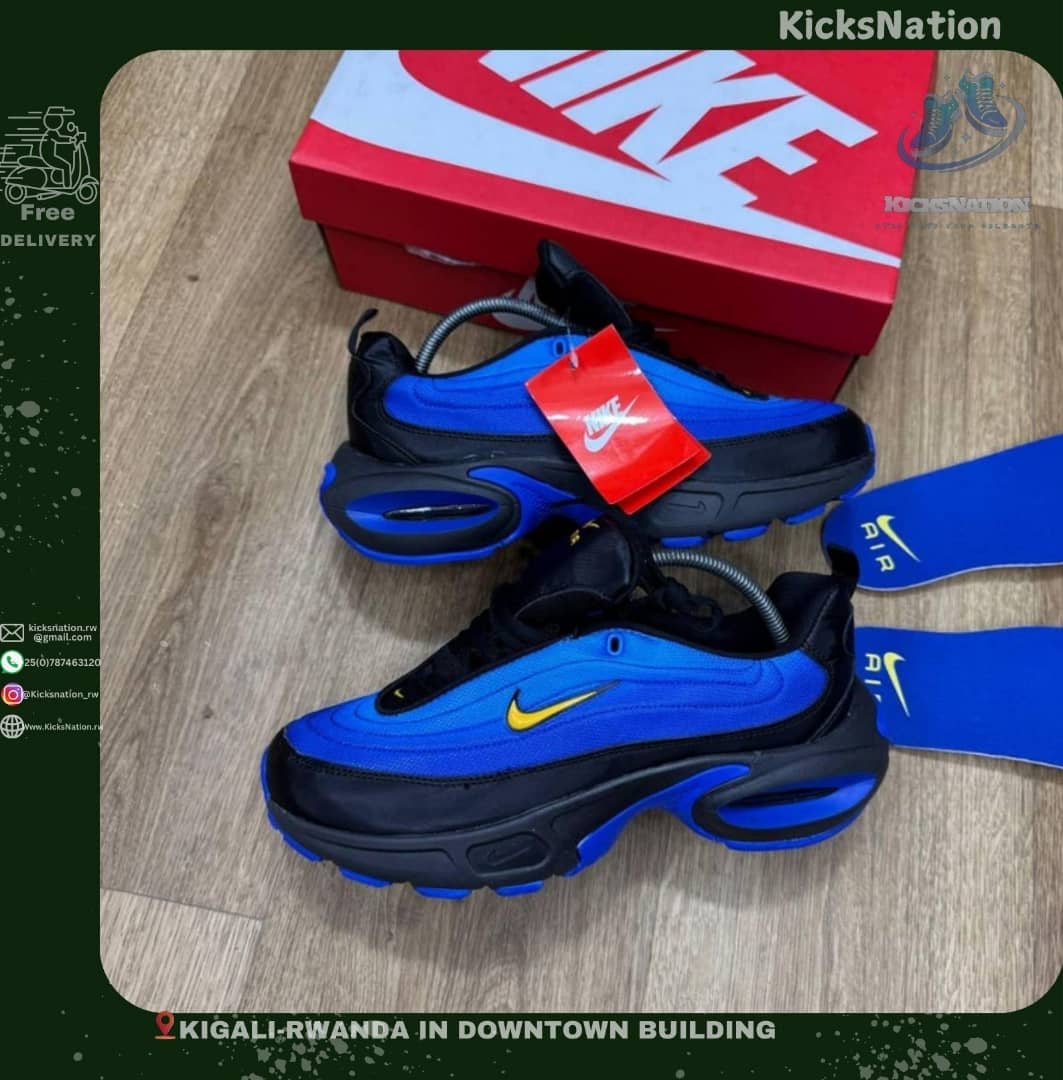 KicksNation
NIKE
KICKSNATION
Free
DELIVERY
NIKE
AIR
AIR
kicksnation.rw
@gmail.com
25(0)787463120
@Kicksnation_rw
Www.KicksNation.rw
KIGALI-RWANDA IN DOWNTOWN BUILDING